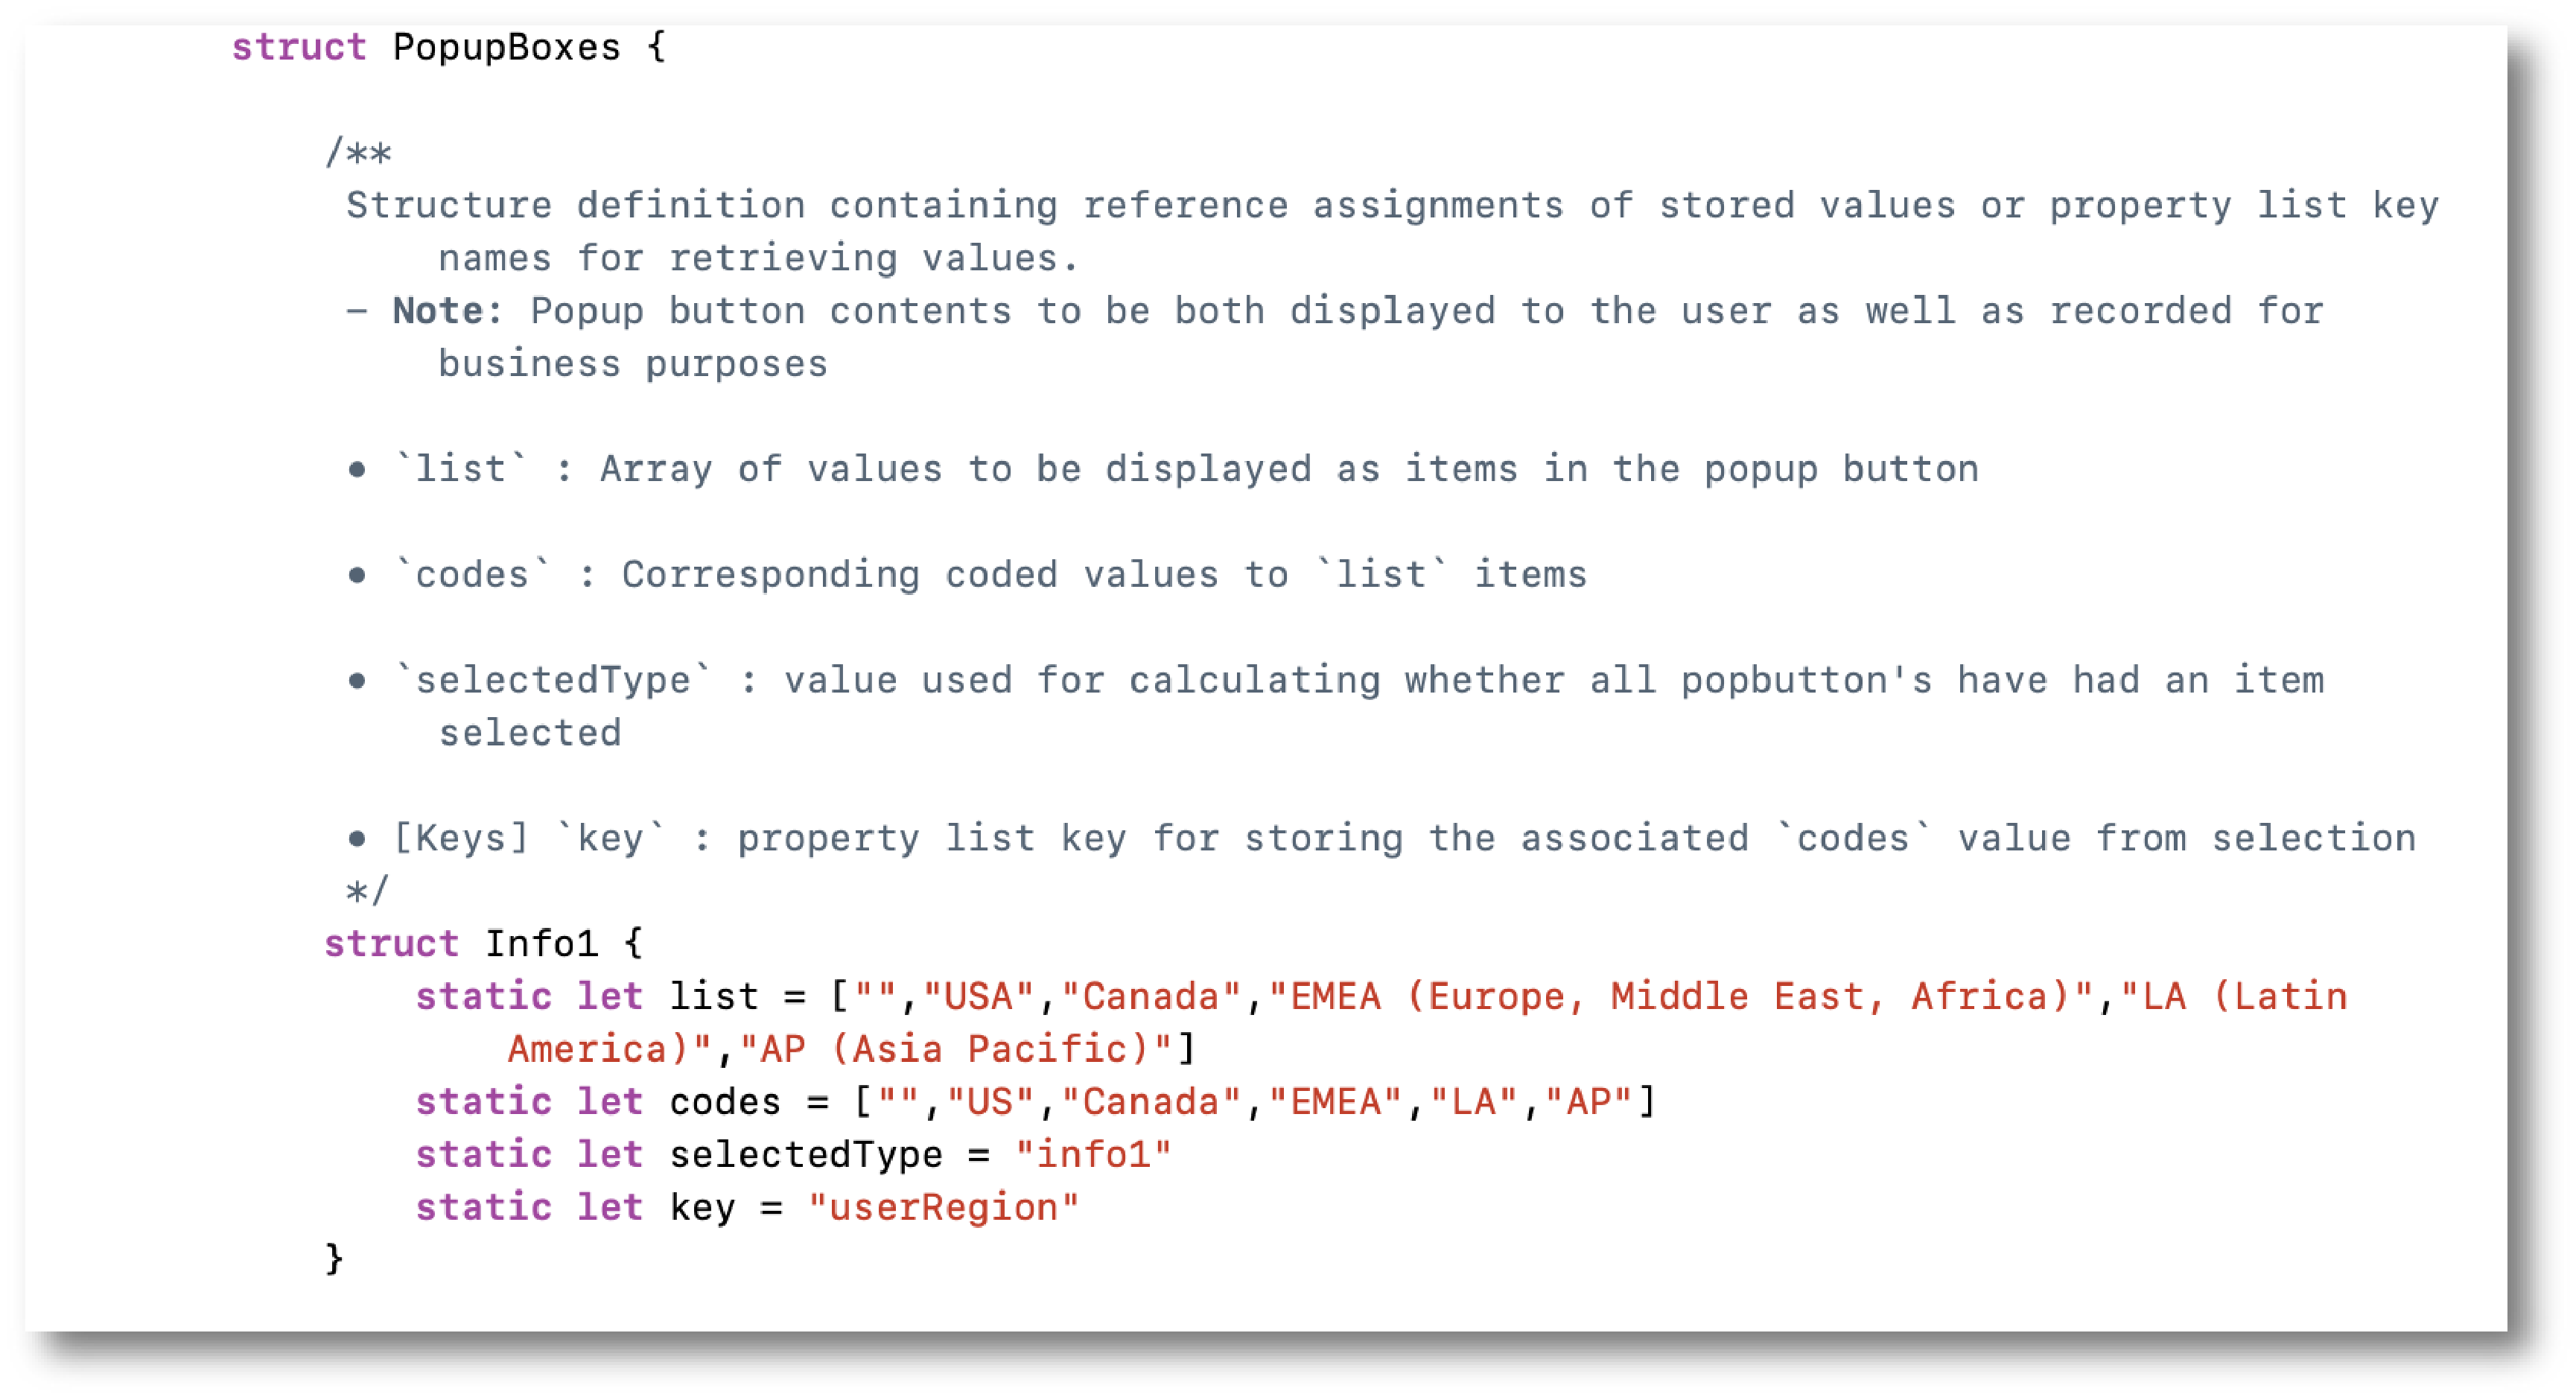 struct PopupBoxes {
/**
Structure definition containing reference assignments of stored values or property list key
names for retrieving values.
– Note: Popup button contents to be both displayed to the user as well as recorded for
business purposes
• `list` : Array of values to be displayed as items in the popup button
• `codes` : Corresponding coded values to `list` items
• `selectedType` : value used for calculating whether all popbutton's have had an item
selected
• [Keys] `key` : property list key for storing the associated `codes` value from selection
*/
struct Info1 {
static let list = ["","USA","Canada","EMEA (Europe, Middle East, Africa)","LA (Latin
America)","AP (Asia Pacific)"]
static let codes = ["","US","Canada","EMEA","LA","AP"]
static let selectedType = "info1"
static let key = "userRegion"
}